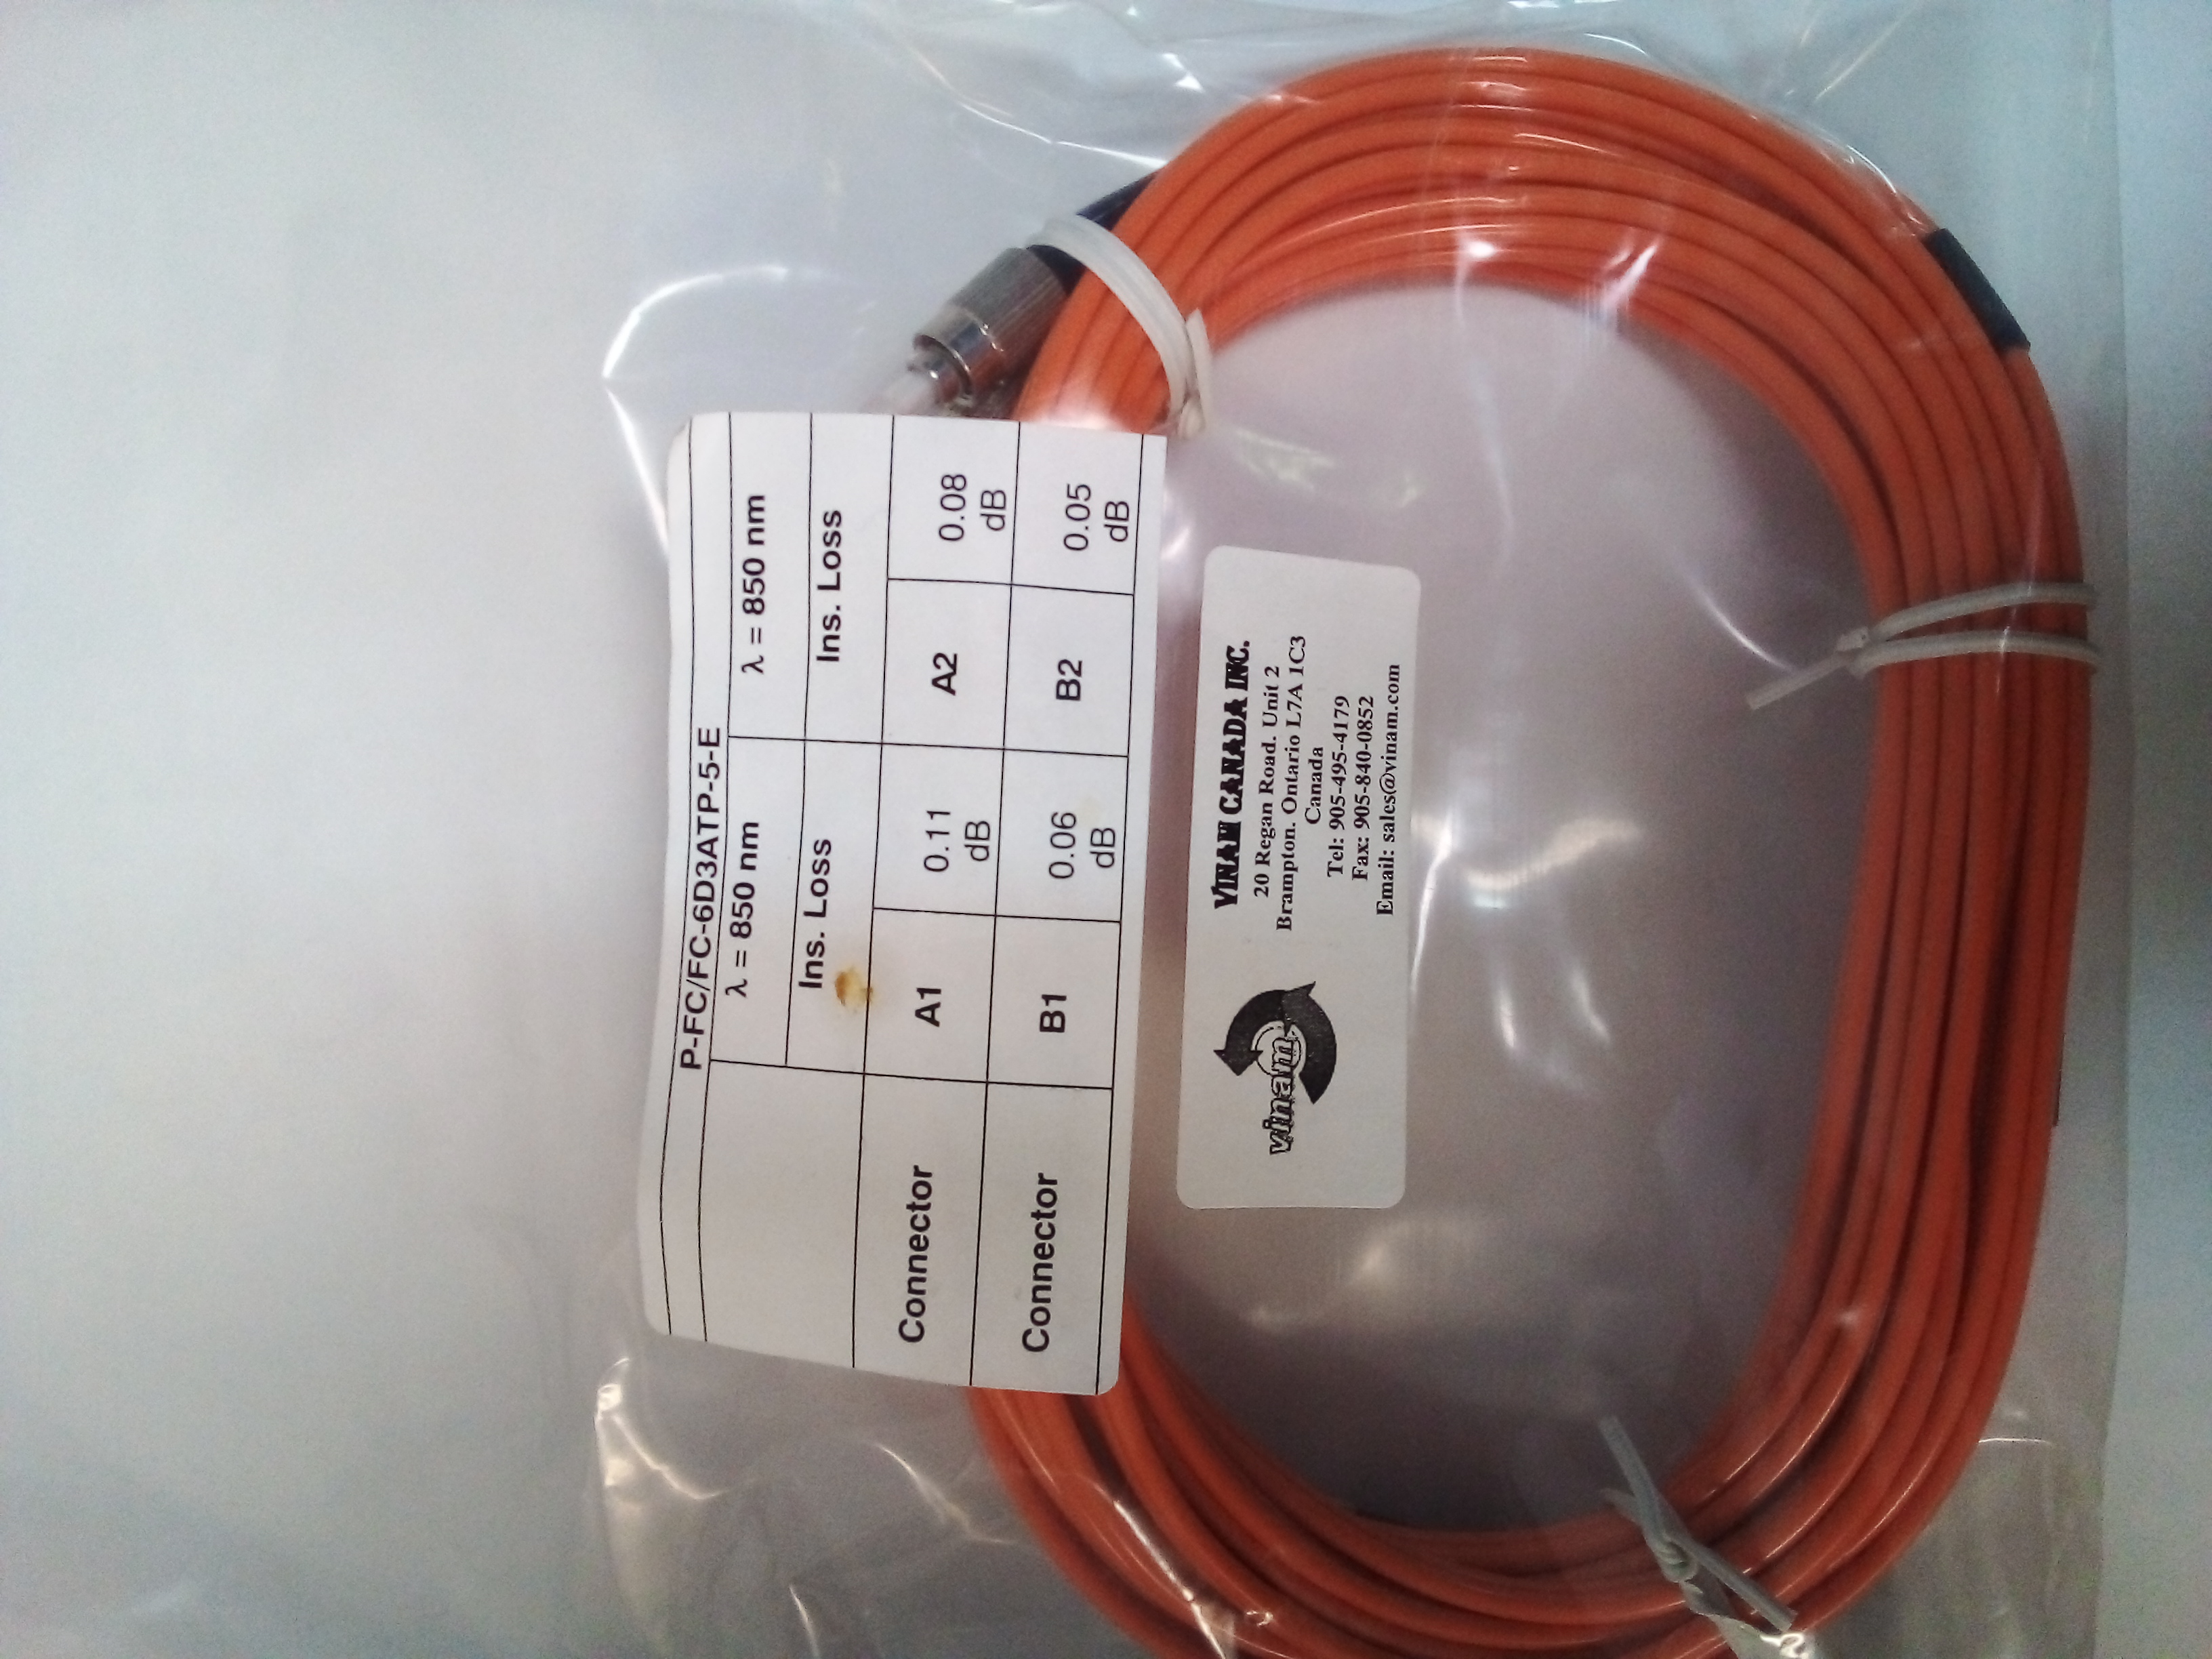 P-FC/FC-6D3ATP-5-E
λ = 850 nm λ = 850 nm
Ins. Loss Ins. Loss
Connector A1 0.11 dB A2 0.08 dB
Connector B1 0.06 dB B2 0.05 dB
vinam
VINAM CANADA INC.
20 Regan Road. Unit 2
Brampton. Ontario L7A 1C3
Canada
Tel: 905-495-4179
Fax: 905-840-0852
Email: sales@vinam.com